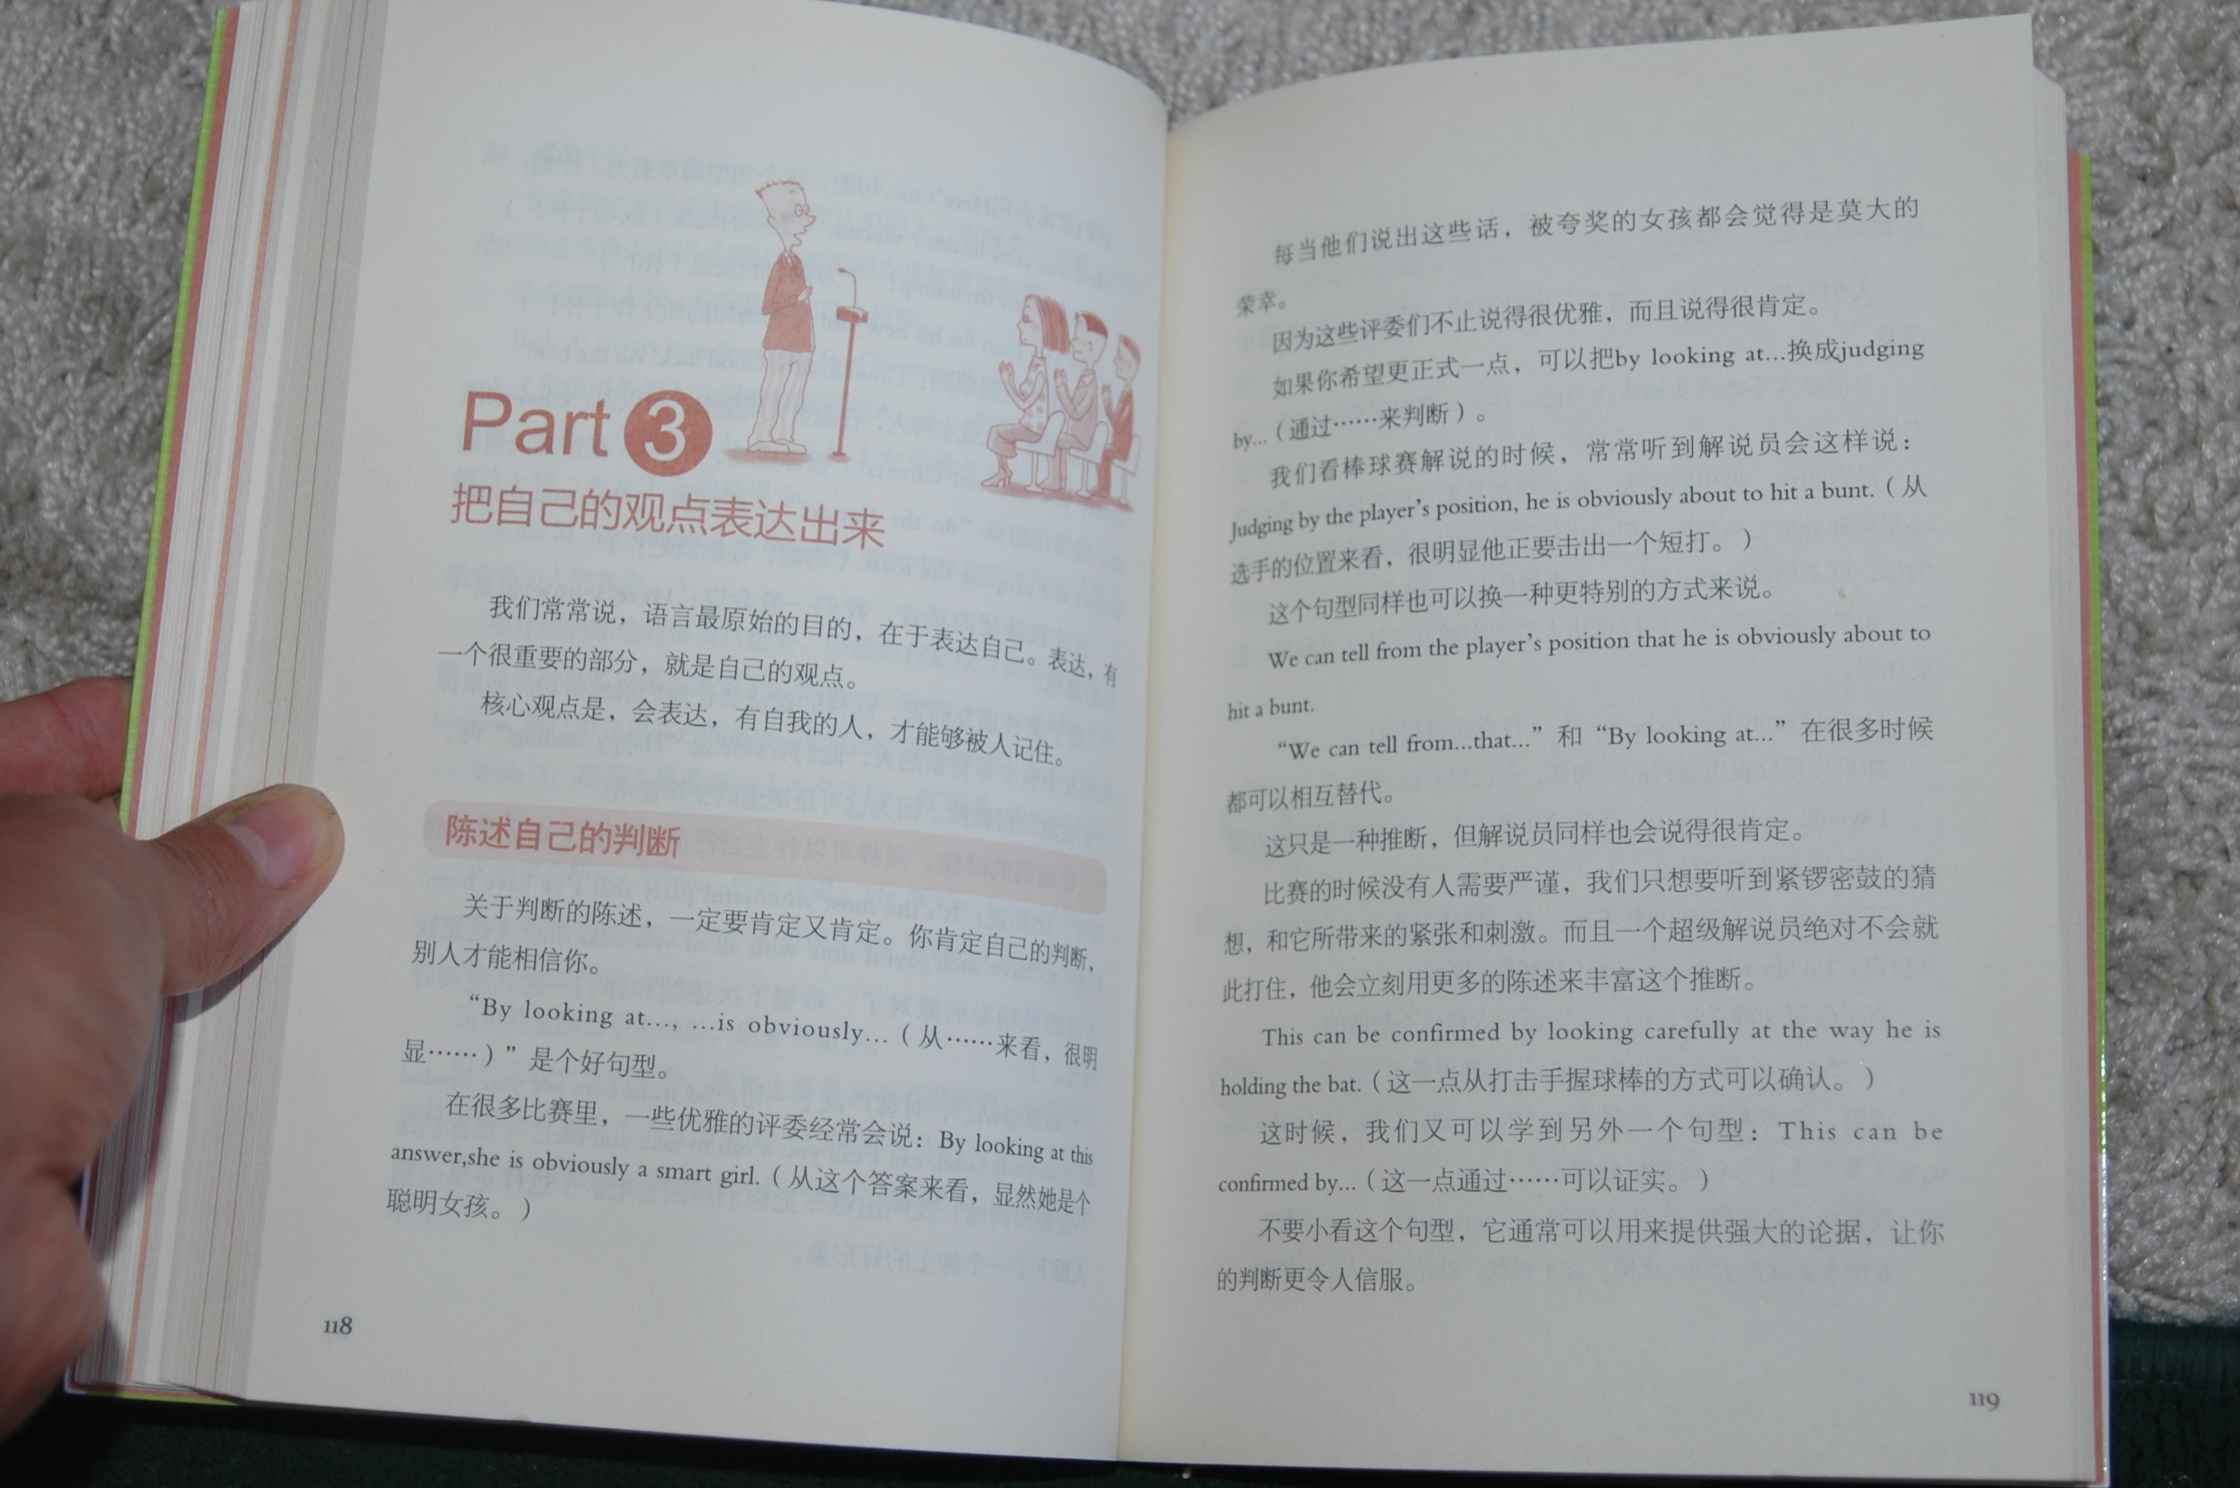 Part 3
把自己的观点表达出来
我们常常说，语言最原始的目的，在于表达自己。表达，有
一个很重要的部分，就是自己的观点。
核心观点是，会表达，有自我的人，才能够被人记住。
陈述自己的判断
关于判断的陈述，一定要肯定又肯定。你肯定自己的判断，
别人才能相信你。
“By looking at..., ...is obviously...（从……来看，很明
显……）”是个好句型。
在很多比赛里，一些优雅的评委经常会说：By looking at this
answer,she is obviously a smart girl.（从这个答案来看，显然她是个
聪明女孩。）
118
每当他们说出这些话，被夸奖的女孩都会觉得是莫大的
荣幸。
因为这些评委们不止说得很优雅，而且说得很肯定。
如果你希望更正式一点，可以把by looking at...换成judging
by...（通过……来判断）。
我们看棒球赛解说的时候，常常听到解说员会这样说：
Judging by the player’s position, he is obviously about to hit a bunt.（从
选手的位置来看，很明显他正要击出一个短打。）
这个句型同样也可以换一种更特别的方式来说。
We can tell from the player’s position that he is obviously about to
hit a bunt.
“We can tell from...that...”和“By looking at...”在很多时候
都可以相互替代。
这只是一种推断，但解说员同样也会说得很肯定。
比赛的时候没有人需要严谨，我们只想要听到紧锣密鼓的猜
想，和它所带来的紧张和刺激。而且一个超级解说员绝对不会就
此打住，他会立刻用更多的陈述来丰富这个推断。
This can be confirmed by looking carefully at the way he is
holding the bat.（这一点从打击手握球棒的方式可以确认。）
这时候，我们又可以学到另外一个句型：This can be
confirmed by...（这一点通过……可以证实。）
不要小看这个句型，它通常可以用来提供强大的论据，让你
的判断更令人信服。
119